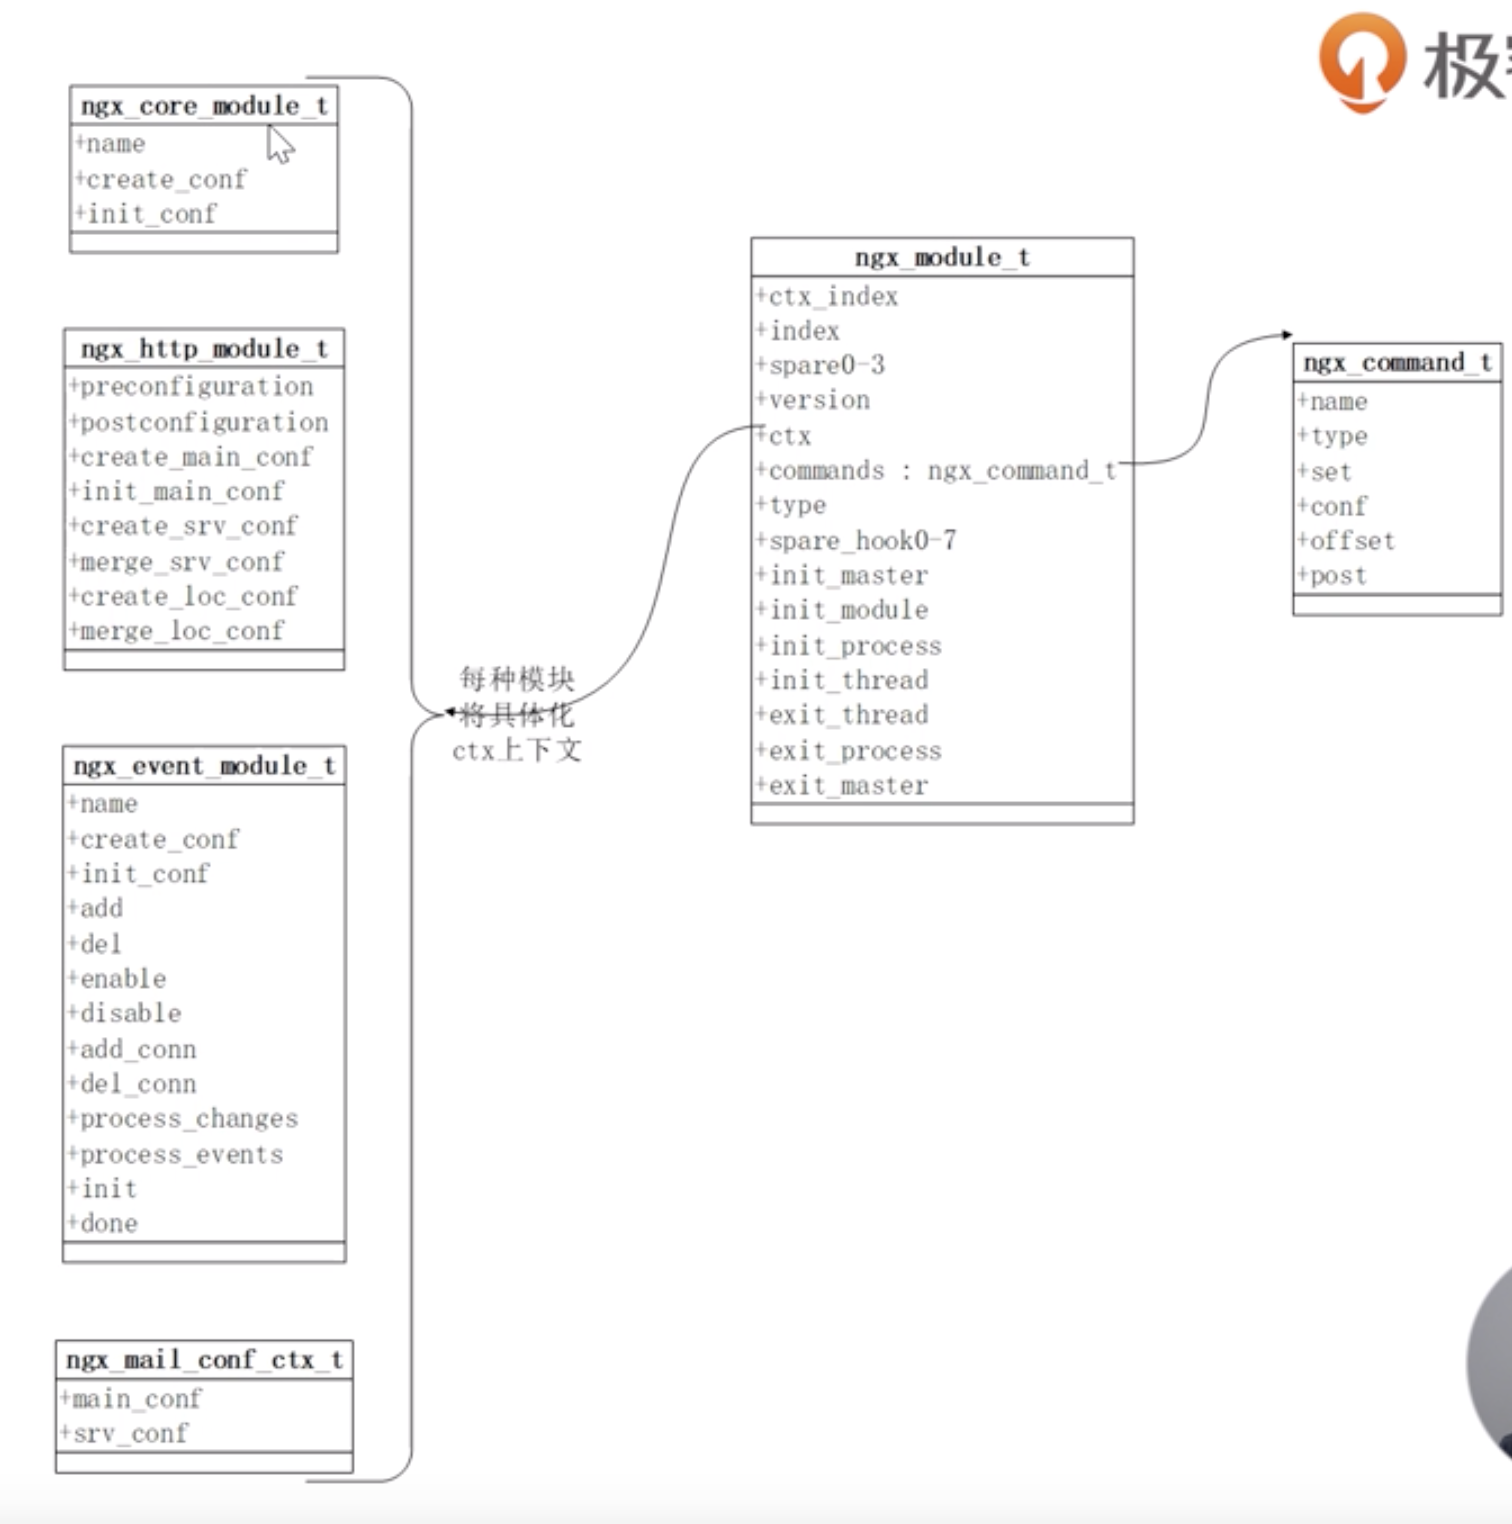 极
ngx_core_module_t
+name
+create_conf
+init_conf
ngx_http_module_t
+preconfiguration
+postconfiguration
+create_main_conf
+init_main_conf
+create_srv_conf
+merge_srv_conf
+create_loc_conf
+merge_loc_conf
ngx_event_module_t
+name
+create_conf
+init_conf
+add
+del
+enable
+disable
+add_conn
+del_conn
+process_changes
+process_events
+init
+done
ngx_mail_conf_ctx_t
+main_conf
+srv_conf
每种模块
将具体化
ctx上下文
ngx_module_t
+ctx_index
+index
+spare0-3
+version
+ctx
+commands : ngx_command_t
+type
+spare_hook0-7
+init_master
+init_module
+init_process
+init_thread
+exit_thread
+exit_process
+exit_master
ngx_command_t
+name
+type
+set
+conf
+offset
+post